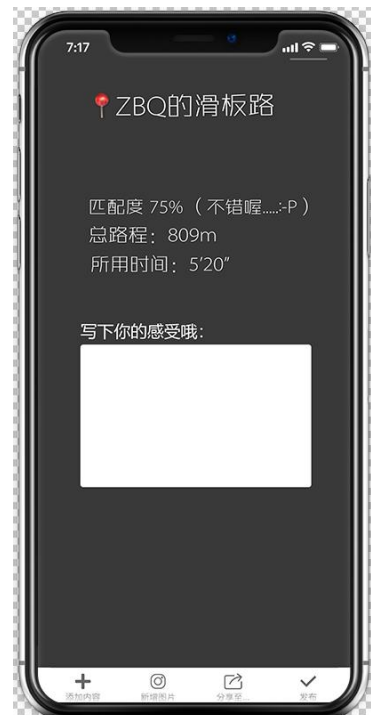 7:17
ZBQ的滑板路
匹配度 75%（不错喔....:-P）
总路程：809m
所用时间：5'20"
写下你的感受哦：
添加内容
新增图片
分享至...
发布